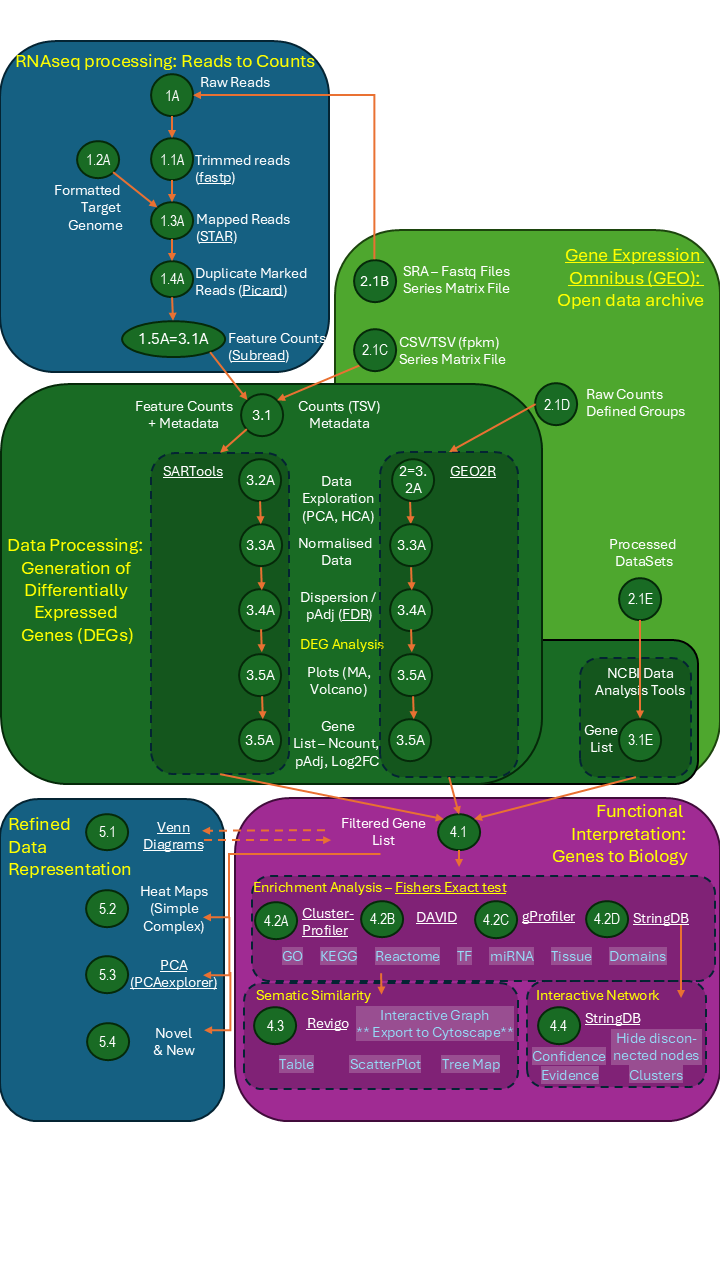 RNAseq processing: Reads to Counts
Raw Reads
1A
1.2A
1.1A
Trimmed reads
(fastp)
Formatted
Target
Genome
1.3A
Mapped Reads
(STAR)
1.4A
Duplicate Marked
Reads (Picard)
1.5A=3.1A
Feature Counts
(Subread)
Gene Expression
Omnibus (GEO):
Open data archive
2.1B
SRA – Fastq Files
Series Matrix File
2.1C
CSV/TSV (fpkm)
Series Matrix File
2.1D
Raw Counts
Defined Groups
Processed
DataSets
2.1E
Feature Counts
+ Metadata
3.1
Counts (TSV)
Metadata
Data Processing:
Generation of
Differentially
Expressed
Genes (DEGs)
SARTools
3.2A
3.3A
3.4A
3.5A
3.5A
Data
Exploration
(PCA, HCA)
Normalised
Data
Dispersion /
pAdj (FDR)
DEG Analysis
Plots (MA,
Volcano)
Gene
List – Ncount,
pAdj, Log2FC
2=3.
2A
GEO2R
3.3A
3.4A
3.5A
3.5A
NCBI Data
Analysis Tools
Gene
List
3.1E
Refined
Data
Representation
5.1
Venn
Diagrams
5.2
Heat Maps
(Simple
Complex)
5.3
PCA
(PCAexplorer)
5.4
Novel
& New
Filtered Gene
List
4.1
Functional
Interpretation:
Genes to Biology
Enrichment Analysis – Fishers Exact test
4.2A
Cluster-
Profiler
4.2B
DAVID
4.2C
gProfiler
4.2D
StringDB
GO KEGG Reactome TF miRNA Tissue Domains
Sematic Similarity
4.3
Revigo
Interactive Graph
** Export to Cytoscape**
Table ScatterPlot Tree Map
Interactive Network
4.4
StringDB
Hide discon-
nected nodes
Confidence
Evidence
Clusters